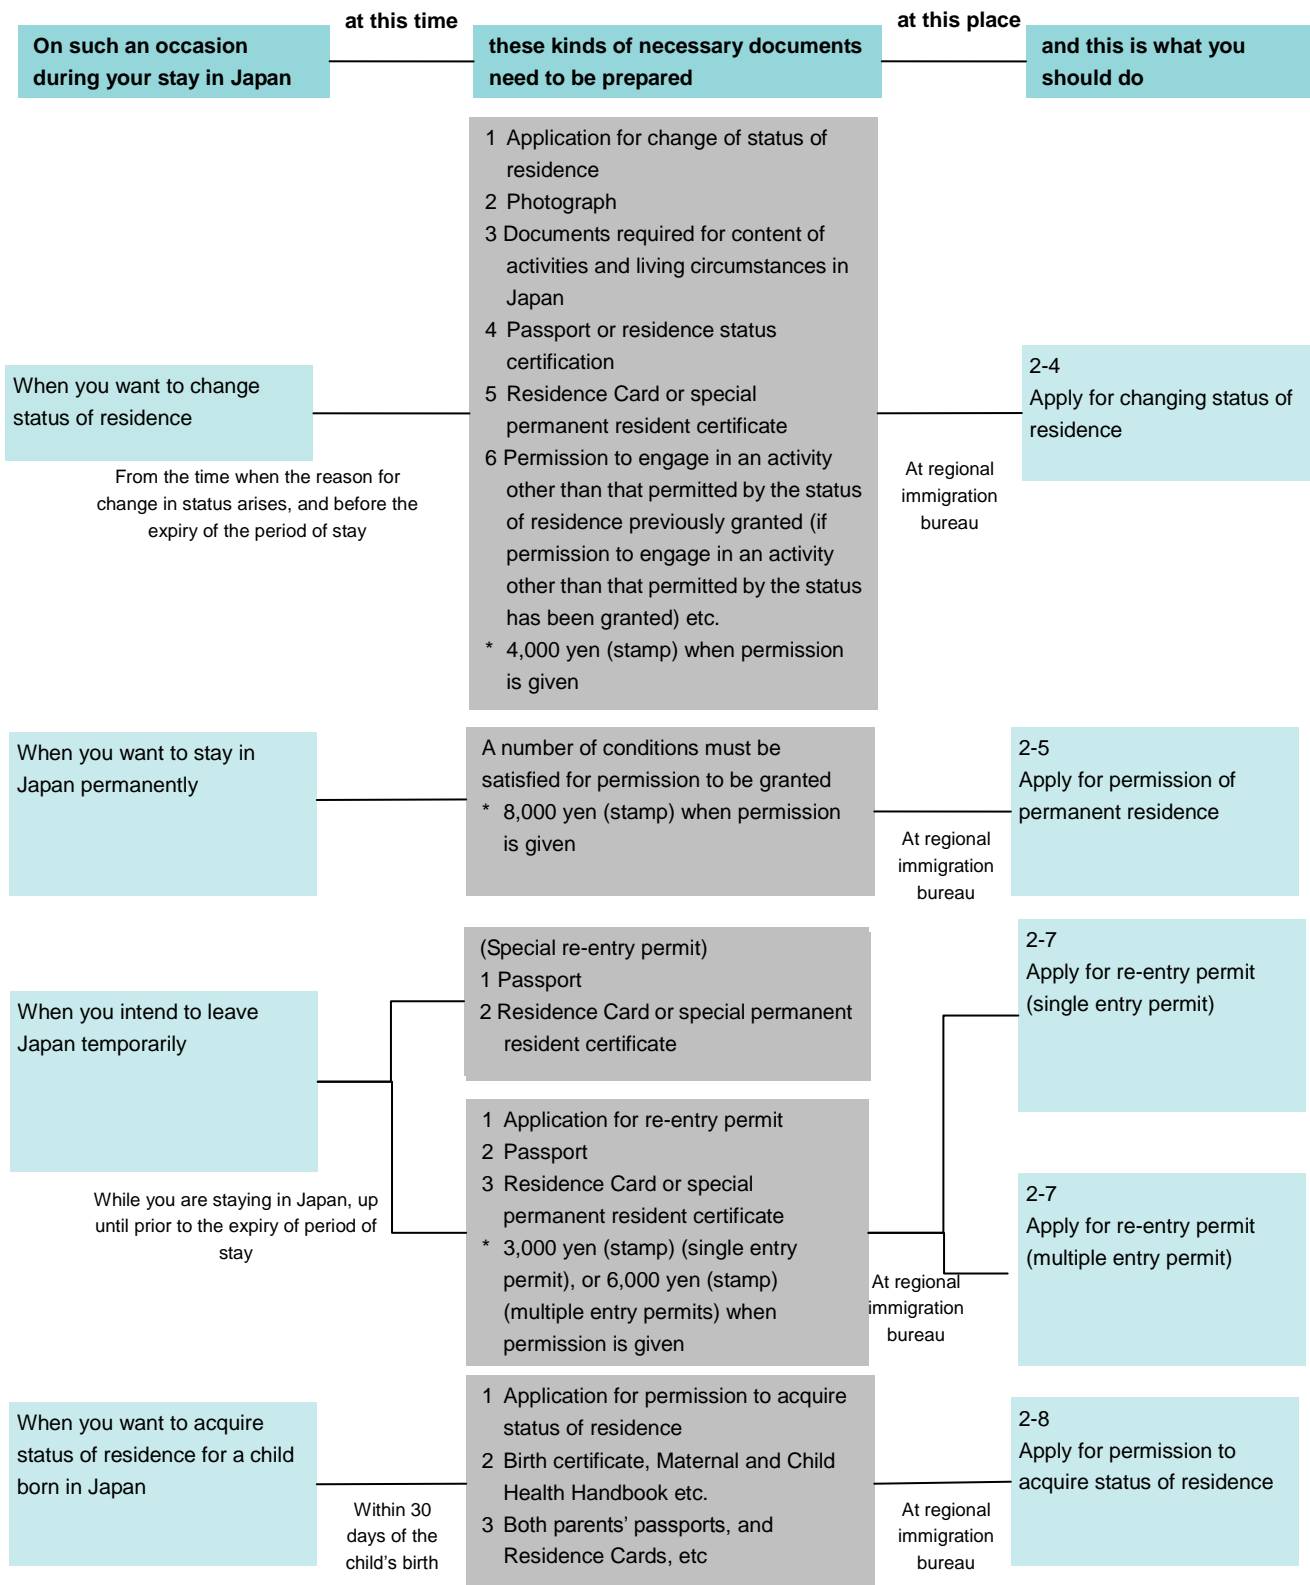 at this time
at this place
On such an occasion
during your stay in Japan
these kinds of necessary documents
need to be prepared
and this is what you
should do
When you want to change
status of residence
From the time when the reason for
change in status arises, and before the
expiry of the period of stay
1 Application for change of status of
residence
2 Photograph
3 Documents required for content of
activities and living circumstances in
Japan
4 Passport or residence status
certification
5 Residence Card or special
permanent resident certificate
6 Permission to engage in an activity
other than that permitted by the status
of residence previously granted (if
permission to engage in an activity
other than that permitted by the status
has been granted) etc.
* 4,000 yen (stamp) when permission
is given
At regional
immigration
bureau
2-4
Apply for changing status of
residence
When you want to stay in
Japan permanently
A number of conditions must be
satisfied for permission to be granted
* 8,000 yen (stamp) when permission
is given
At regional
immigration
bureau
2-5
Apply for permission of
permanent residence
When you intend to leave
Japan temporarily
While you are staying in Japan, up
until prior to the expiry of period of
stay
(Special re-entry permit)
1 Passport
2 Residence Card or special permanent
resident certificate
1 Application for re-entry permit
2 Passport
3 Residence Card or special
permanent resident certificate
* 3,000 yen (stamp) (single entry
permit), or 6,000 yen (stamp)
(multiple entry permits) when
permission is given
At regional
immigration
bureau
2-7
Apply for re-entry permit
(single entry permit)
2-7
Apply for re-entry permit
(multiple entry permit)
When you want to acquire
status of residence for a child
born in Japan
Within 30
days of the
child’s birth
1 Application for permission to acquire
status of residence
2 Birth certificate, Maternal and Child
Health Handbook etc.
3 Both parents’ passports, and
Residence Cards, etc
At regional
immigration
bureau
2-8
Apply for permission to
acquire status of residence